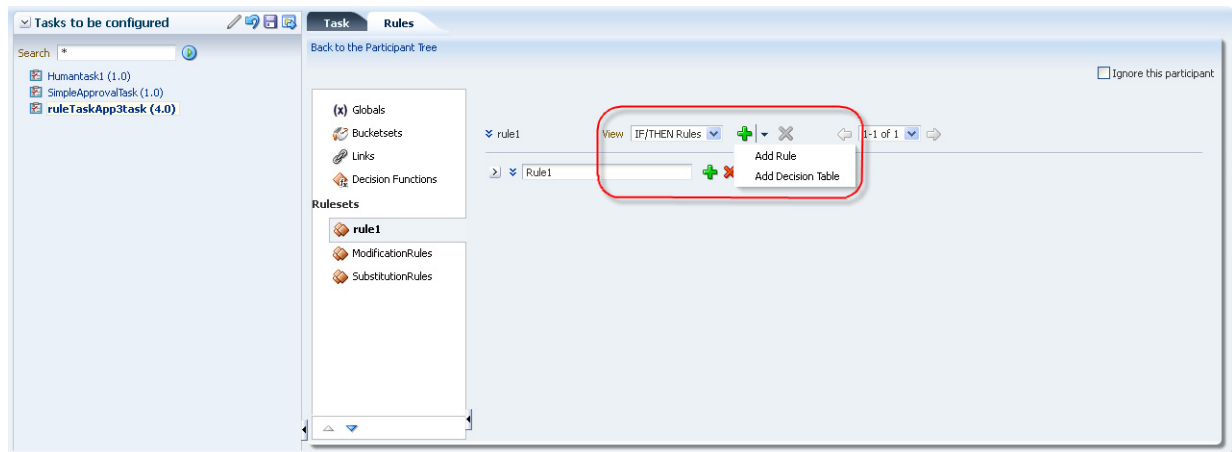 Tasks to be configured
Search *
Humantask1 (1.0)
SimpleApprovalTask (1.0)
ruleTaskApp3task (4.0)
Task Rules
Back to the Participant Tree
Ignore this participant
(x) Globals
Bucketsets
Links
Decision Functions
Rulesets
rule1
ModificationRules
SubstitutionRules
rule1 View IF/THEN Rules 1-1 of 1
Add Rule
Add Decision Table
Rule1